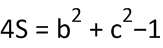 4S = b² + c²−1